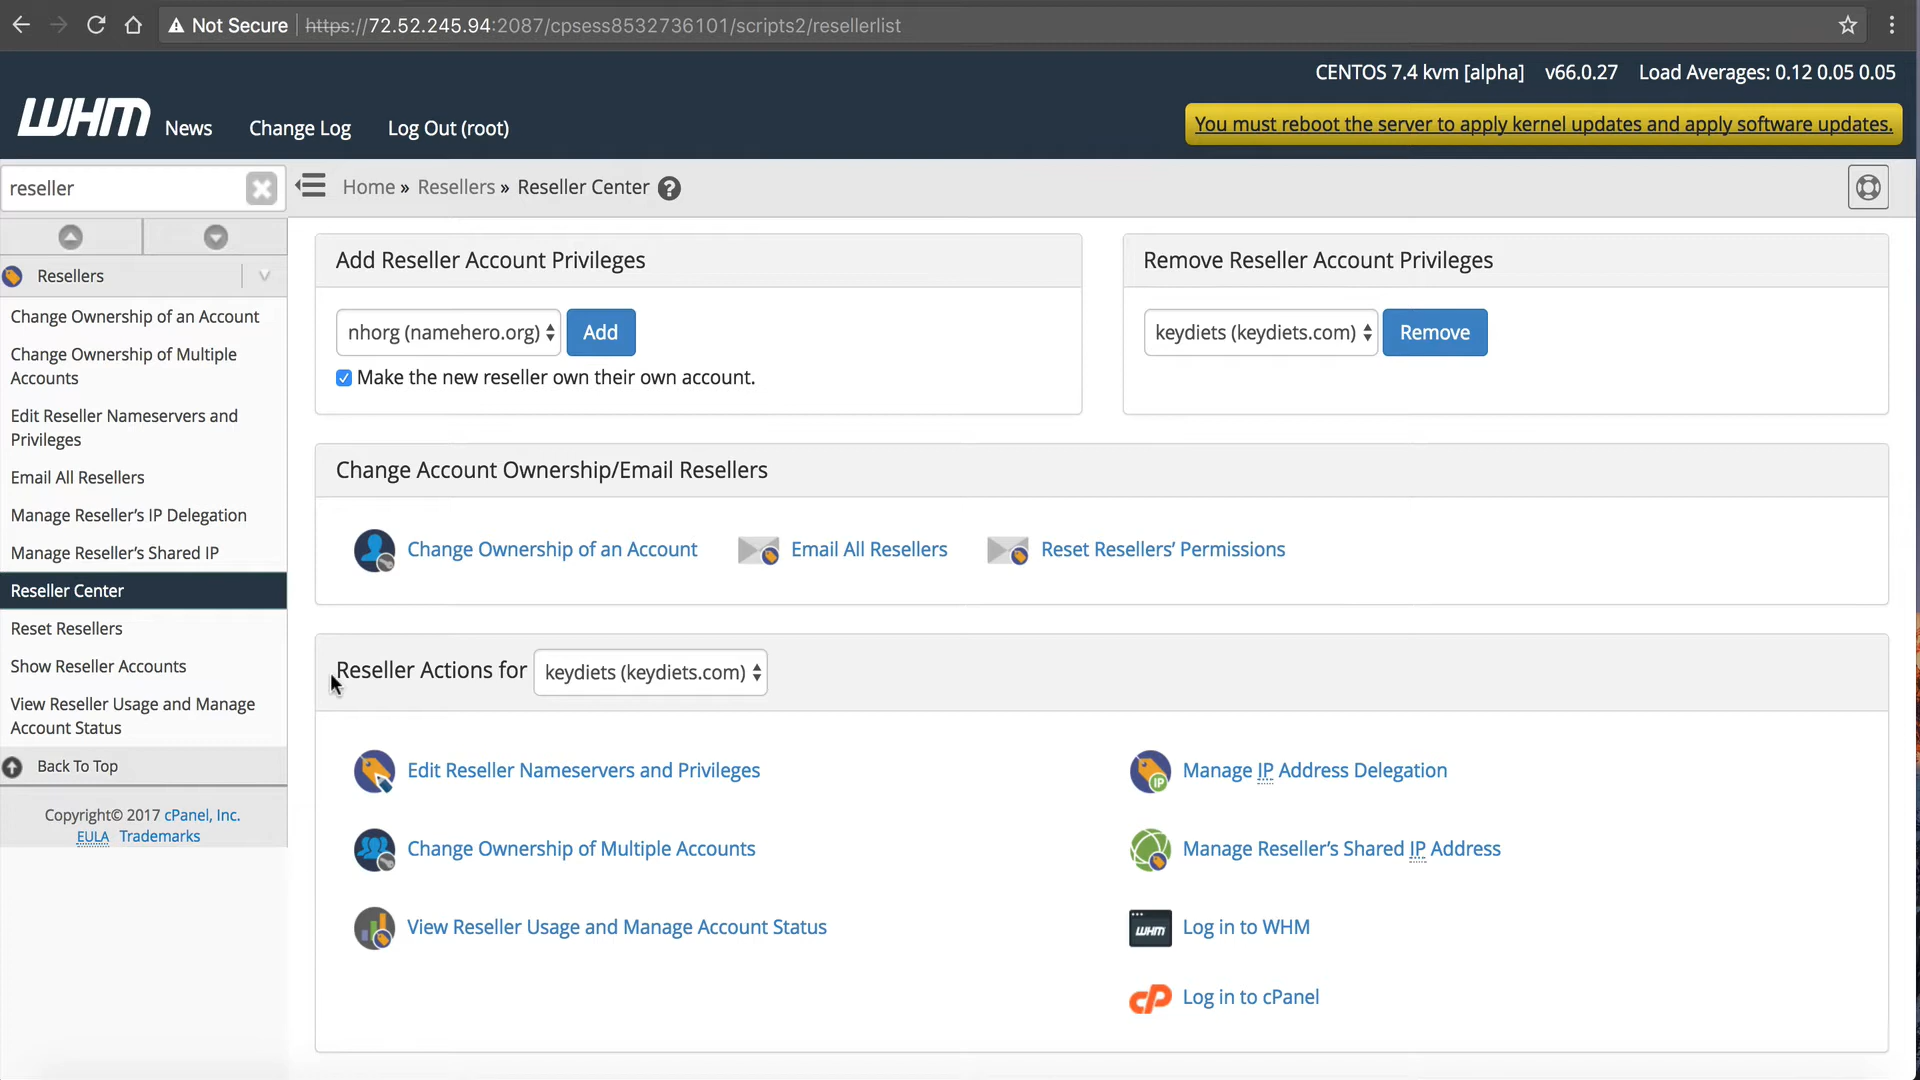 Not Secure https://72.52.245.94:2087/cpsess8532736101/scripts2/resellerlist
CENTOS 7.4 kvm [alpha] v66.0.27 Load Averages: 0.12 0.05 0.05
WHM News Change Log Log Out (root)
You must reboot the server to apply kernel updates and apply software updates.
reseller
Home » Resellers » Reseller Center ?
Resellers
Change Ownership of an Account
Change Ownership of Multiple
Accounts
Edit Reseller Nameservers and
Privileges
Email All Resellers
Manage Reseller’s IP Delegation
Manage Reseller’s Shared IP
Reseller Center
Reset Resellers
Show Reseller Accounts
View Reseller Usage and Manage
Account Status
Back To Top
Copyright© 2017 cPanel, Inc.
EULA Trademarks
Add Reseller Account Privileges
nhorg (namehero.org) Add
Make the new reseller own their own account.
Remove Reseller Account Privileges
keydiets (keydiets.com) Remove
Change Account Ownership/Email Resellers
Change Ownership of an Account Email All Resellers Reset Resellers’ Permissions
Reseller Actions for keydiets (keydiets.com)
Edit Reseller Nameservers and Privileges
Change Ownership of Multiple Accounts
View Reseller Usage and Manage Account Status
IP Manage IP Address Delegation
Manage Reseller’s Shared IP Address
WHM Log in to WHM
cP Log in to cPanel